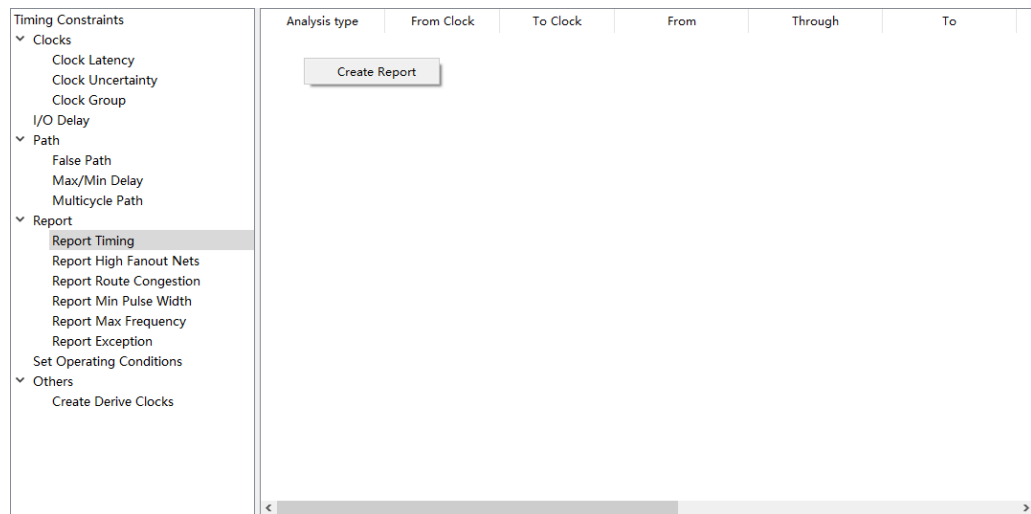 Timing Constraints
Clocks
Clock Latency
Clock Uncertainty
Clock Group
I/O Delay
Path
False Path
Max/Min Delay
Multicycle Path
Report
Report Timing
Report High Fanout Nets
Report Route Congestion
Report Min Pulse Width
Report Max Frequency
Report Exception
Set Operating Conditions
Others
Create Derive Clocks
Analysis type From Clock To Clock From Through To
Create Report